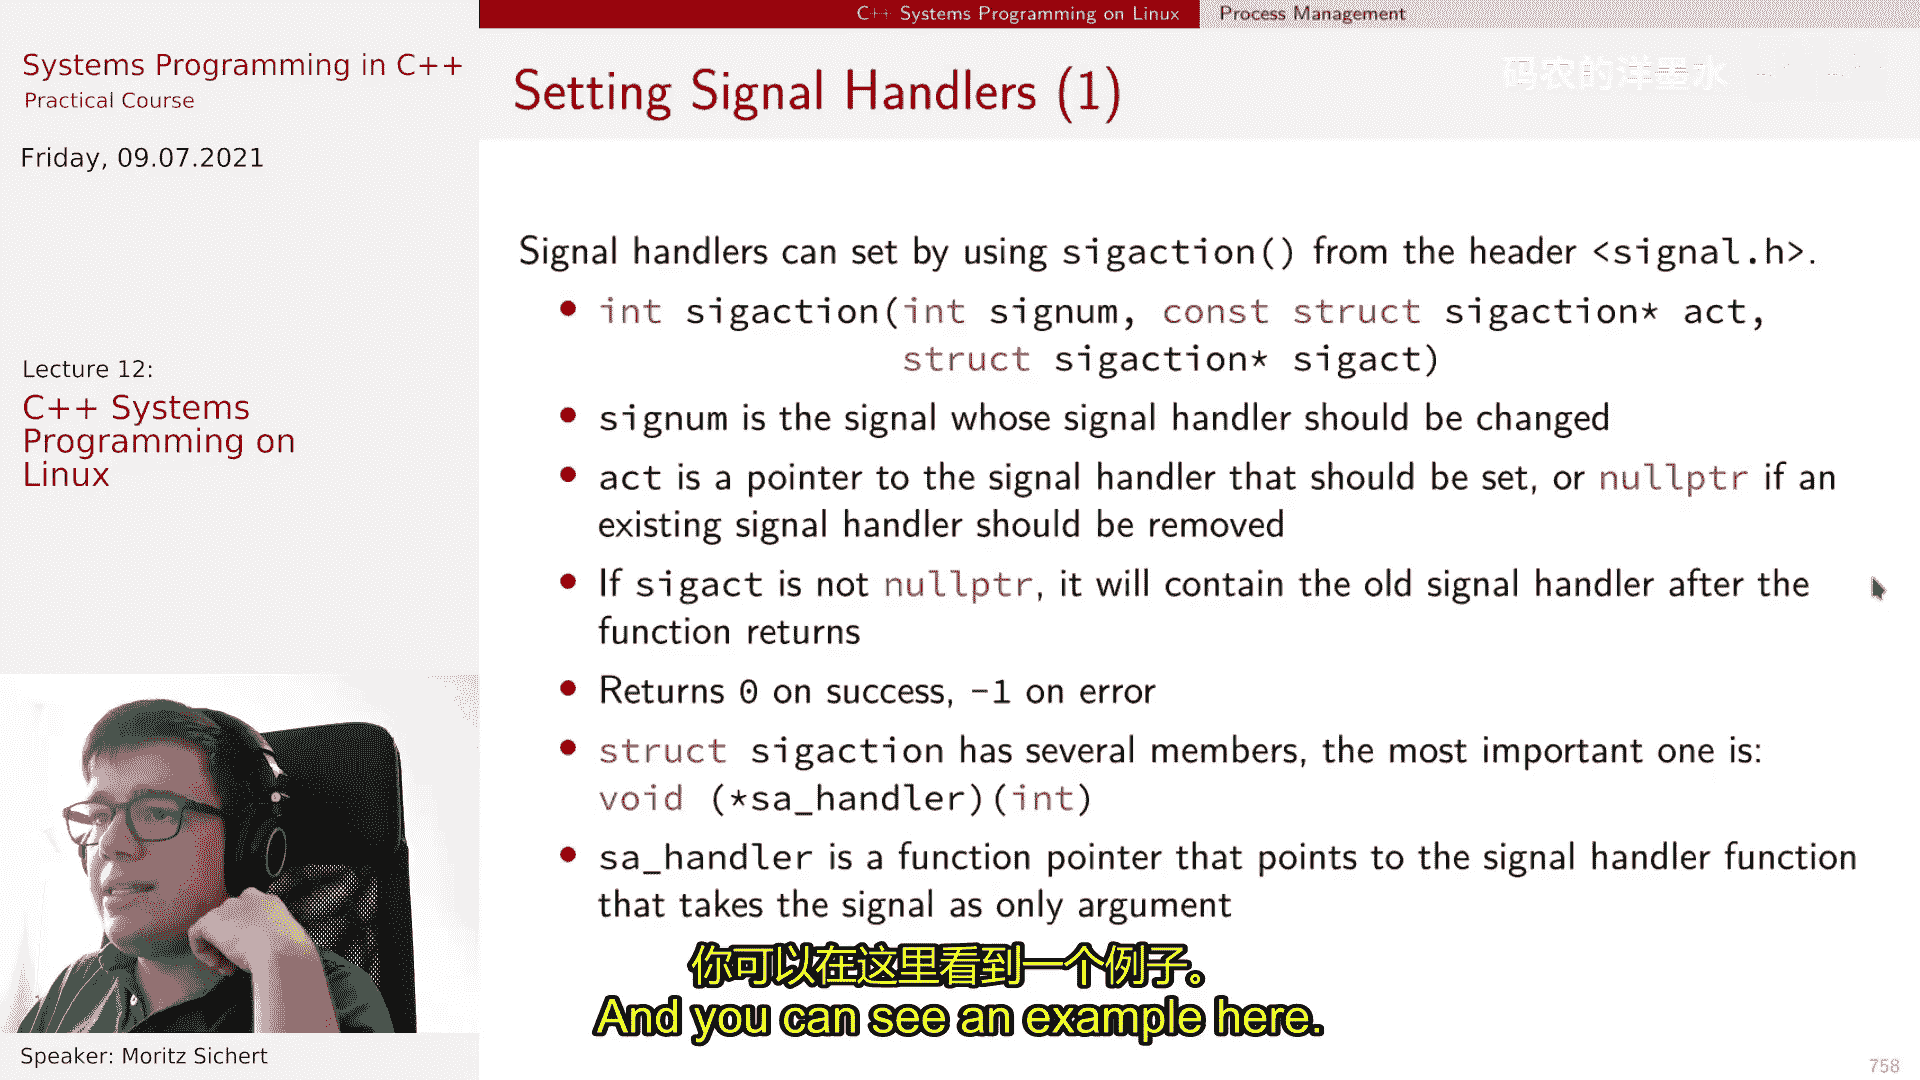 C++ Systems Programming on Linux
Process Management
Systems Programming in C++
Practical Course
Friday, 09.07.2021
Setting Signal Handlers (1)
码农的洋墨水
Signal handlers can set by using sigaction() from the header <signal.h>.
int sigaction(int signum, const struct sigaction* act,
struct sigaction* sigact)
signum is the signal whose signal handler should be changed
act is a pointer to the signal handler that should be set, or nullptr if an
existing signal handler should be removed
If sigact is not nullptr, it will contain the old signal handler after the
function returns
Returns 0 on success, -1 on error
struct sigaction has several members, the most important one is:
void (*sa_handler)(int)
sa_handler is a function pointer that points to the signal handler function
that takes the signal as only argument
Lecture 12:
C++ Systems
Programming on
Linux
你可以在这里看到一个例子。
And you can see an example here.
Speaker: Moritz Sichert
758